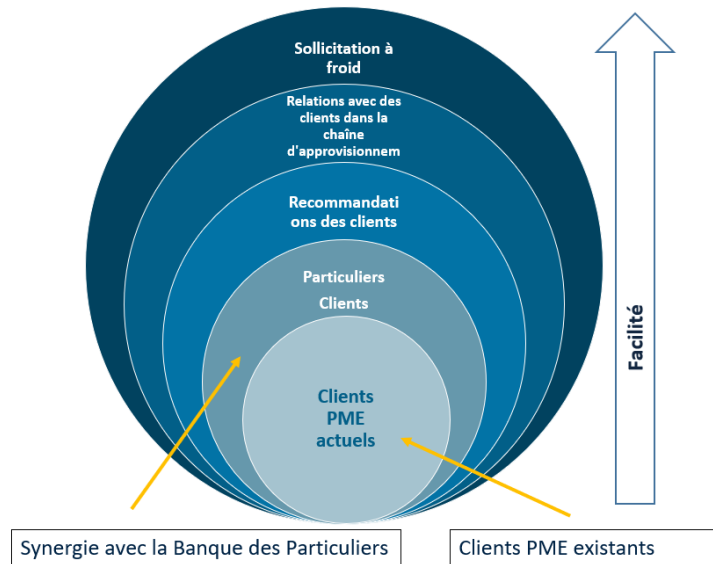 Sollicitation à
froid
Relations avec des
clients dans la
chaîne
d'approvisionnem
Recommandati
ons des clients
Particuliers
Clients
Clients
PME
actuels
Facilité
Synergie avec la Banque des Particuliers
Clients PME existants